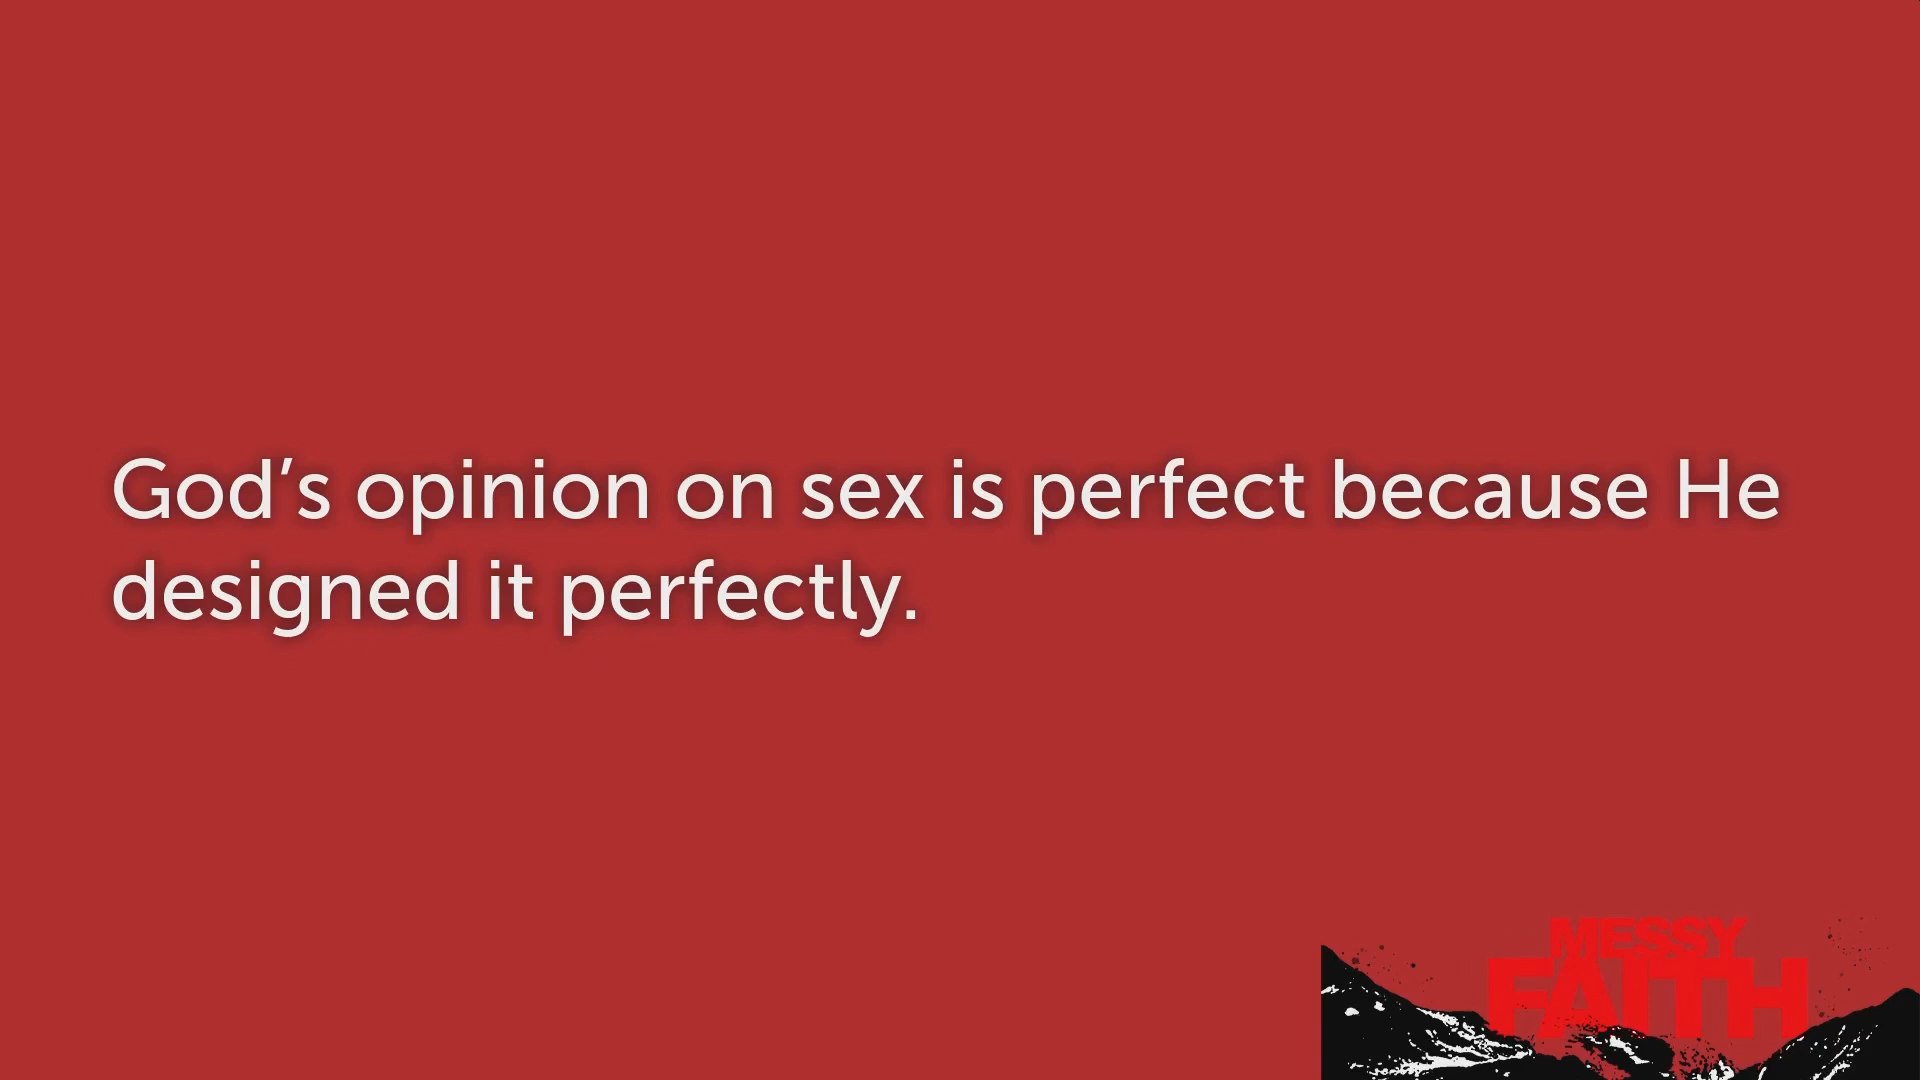 God’s opinion on sex is perfect because He
designed it perfectly.
MESSY
FAITH